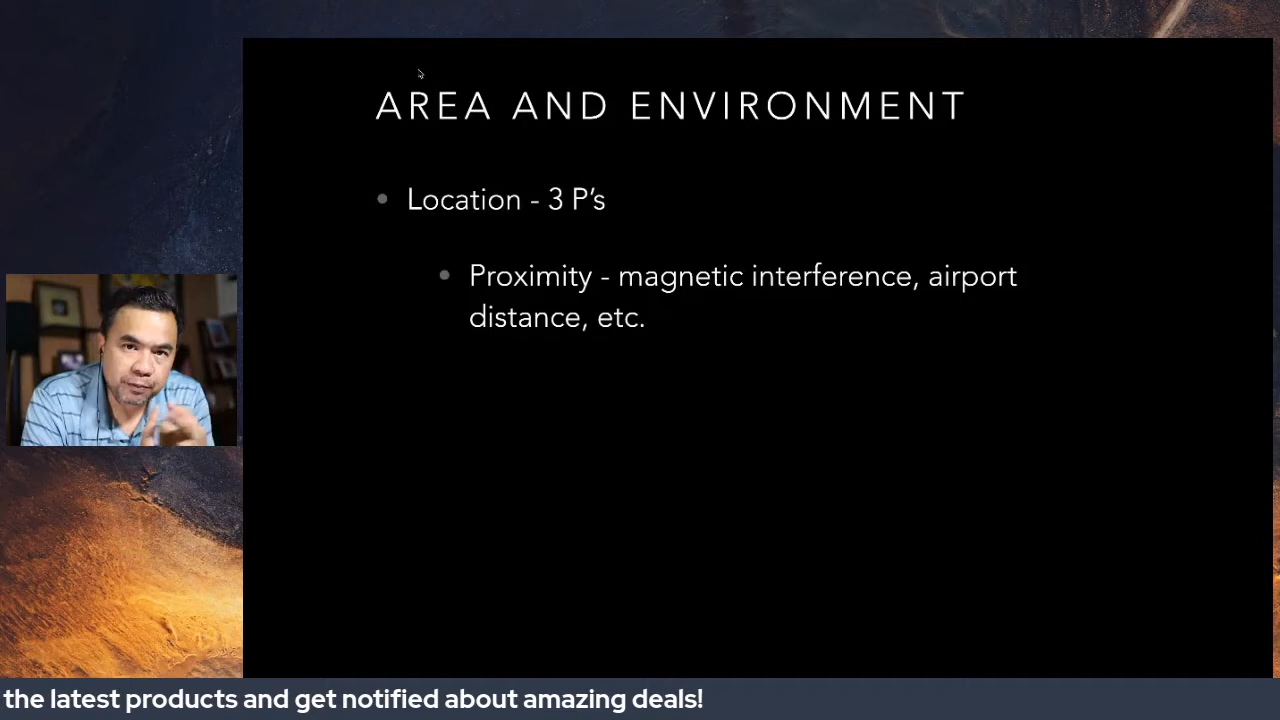 AREA AND ENVIRONMENT
• Location - 3 P’s
• Proximity - magnetic interference, airport
distance, etc.
the latest products and get notified about amazing deals!